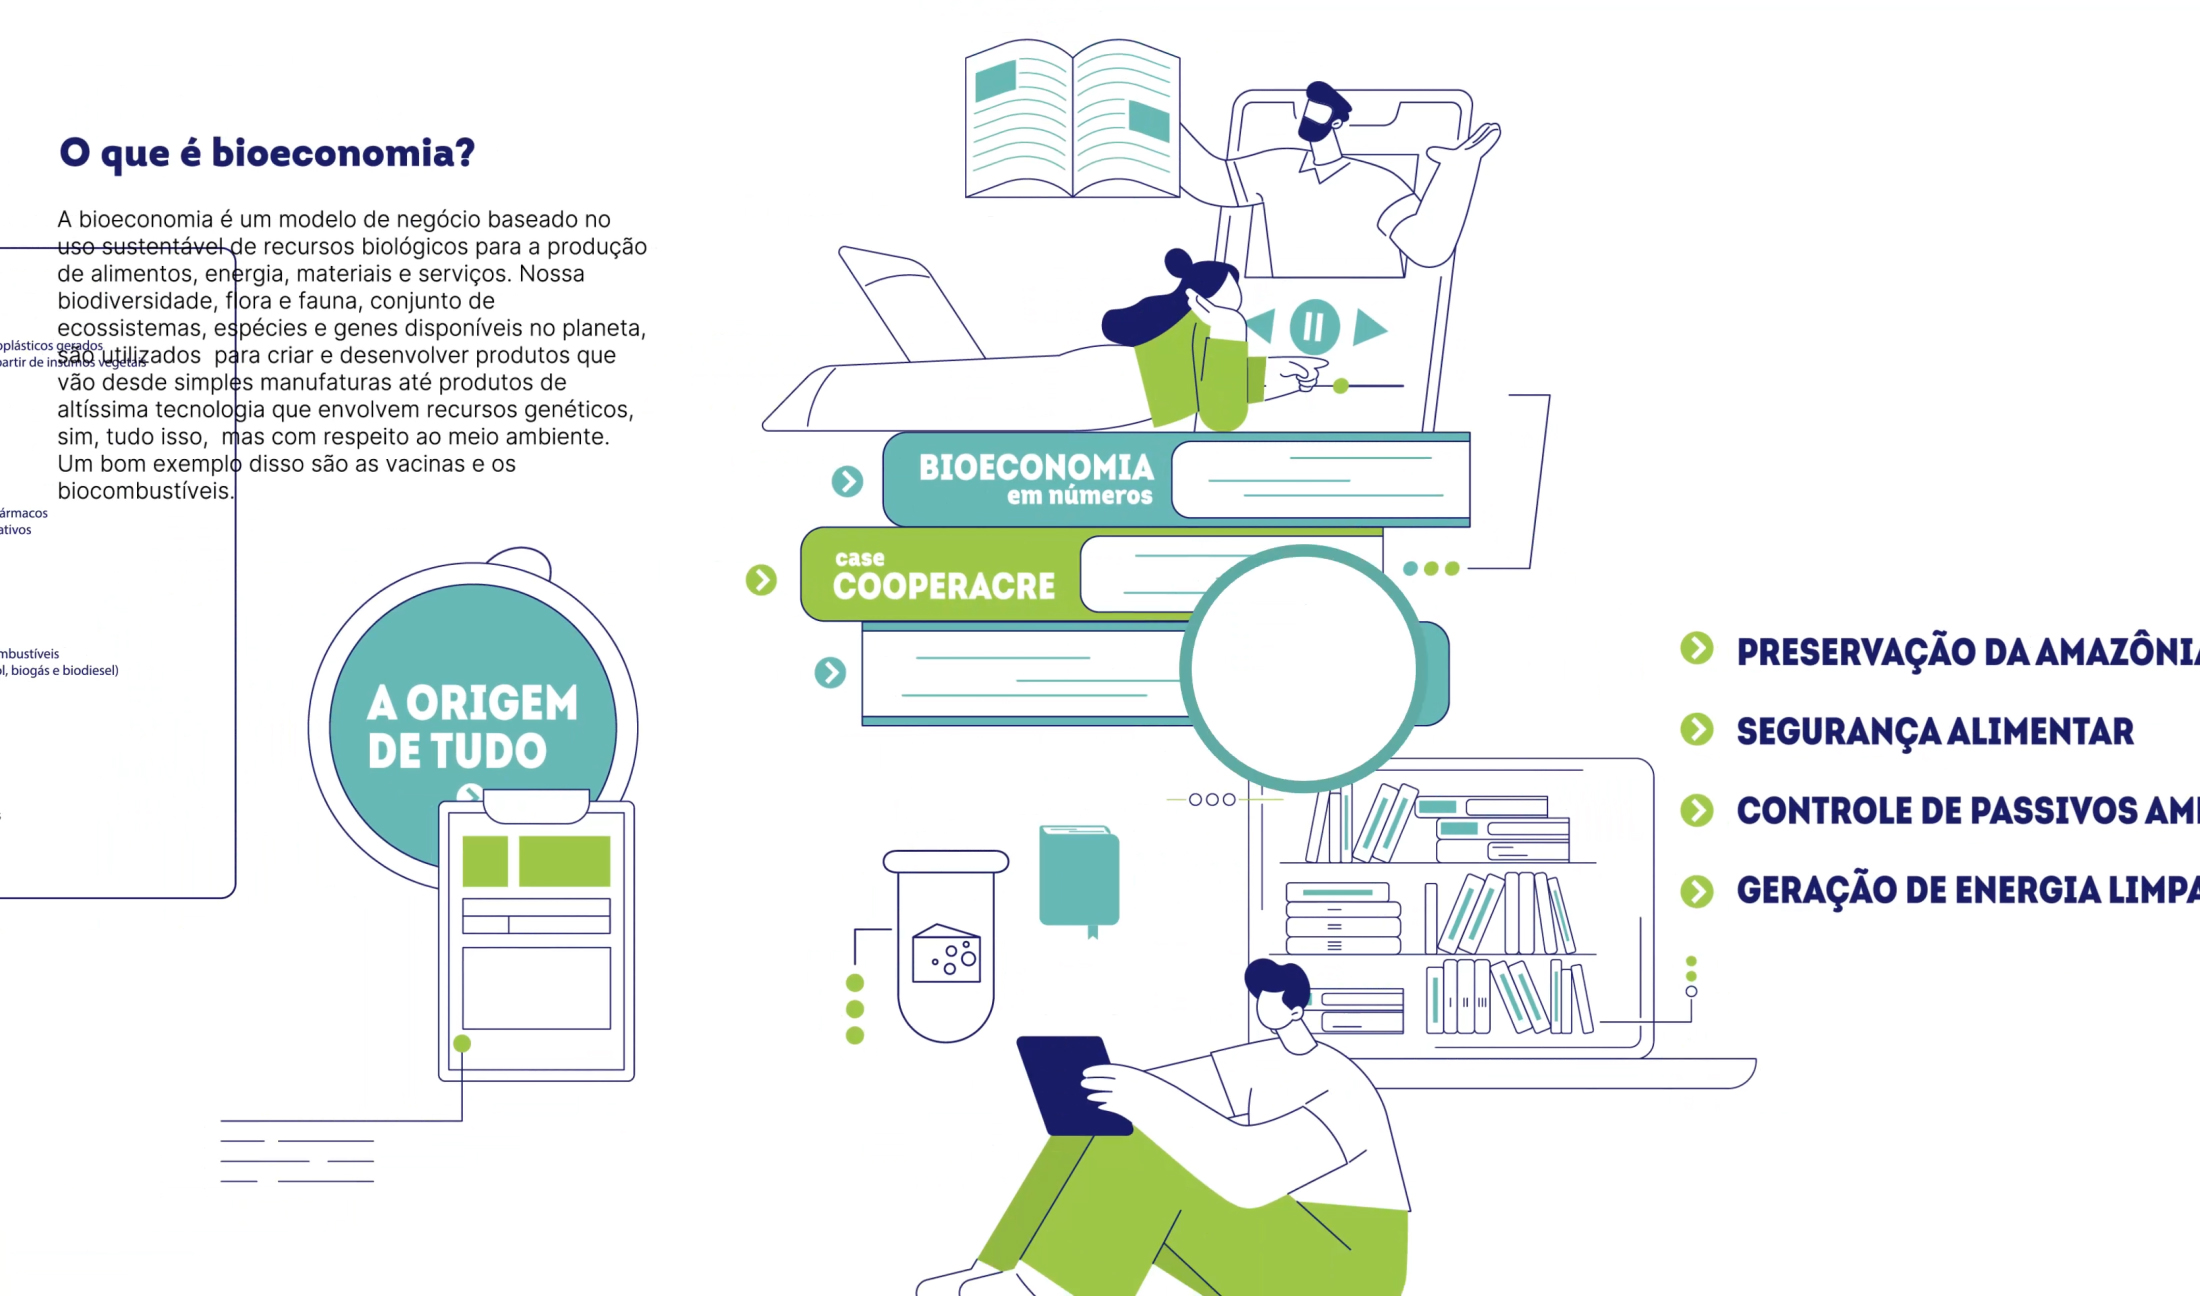 O que é bioeconomia?
A bioeconomia é um modelo de negócio baseado no
uso sustentável de recursos biológicos para a produção
de alimentos, energia, materiais e serviços. Nossa
biodiversidade, flora e fauna, conjunto de
ecossistemas, espécies e genes disponíveis no planeta,
são utilizados  para criar e desenvolver produtos que
vão desde simples manufaturas até produtos de
altíssima tecnologia que envolvem recursos genéticos,
sim, tudo isso,  mas com respeito ao meio ambiente.
Um bom exemplo disso são as vacinas e os
biocombustíveis.
oplásticos gerados
partir de insumos vegetais
ármacos
ativos
mbustíveis
ol, biogás e biodiesel)
A ORIGEM
DE TUDO
BIOECONOMIA
em números
case
COOPERACRE
PRESERVAÇÃO DA AMAZÔNIA
SEGURANÇA ALIMENTAR
CONTROLE DE PASSIVOS AM
GERAÇÃO DE ENERGIA LIMPA